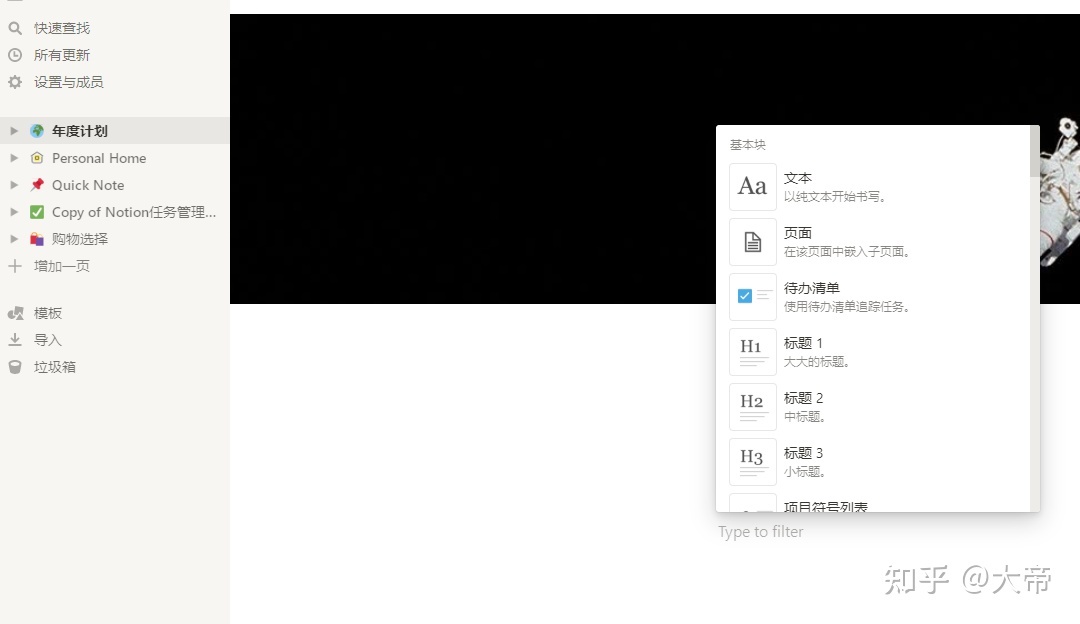 快速查找
所有更新
设置与成员
年度计划
Personal Home
Quick Note
Copy of Notion任务管理...
购物选择
增加一页
模板
导入
垃圾箱
基本块
Aa
文本
以纯文本开始书写。
页面
在该页面中嵌入子页面。
待办清单
使用待办清单追踪任务。
H1
标题 1
大大的标题。
H2
标题 2
中标题。
H3
标题 3
小标题。
项目符号列表
Type to filter
知乎 @大帝